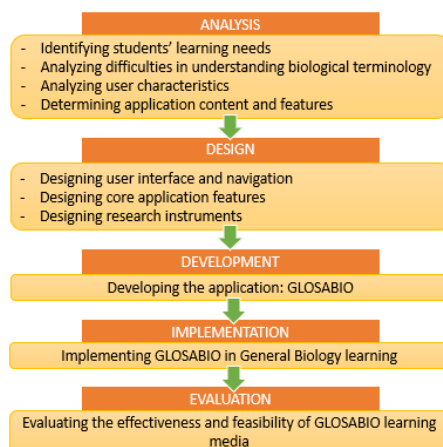 ANALYSIS
- Identifying students' learning needs
- Analyzing difficulties in understanding biological terminology
- Analyzing user characteristics
- Determining application content and features
DESIGN
- Designing user interface and navigation
- Designing core application features
- Designing research instruments
DEVELOPMENT
Developing the application: GLOSABIO
IMPLEMENTATION
Implementing GLOSABIO in General Biology learning
EVALUATION
Evaluating the effectiveness and feasibility of GLOSABIO learning
media